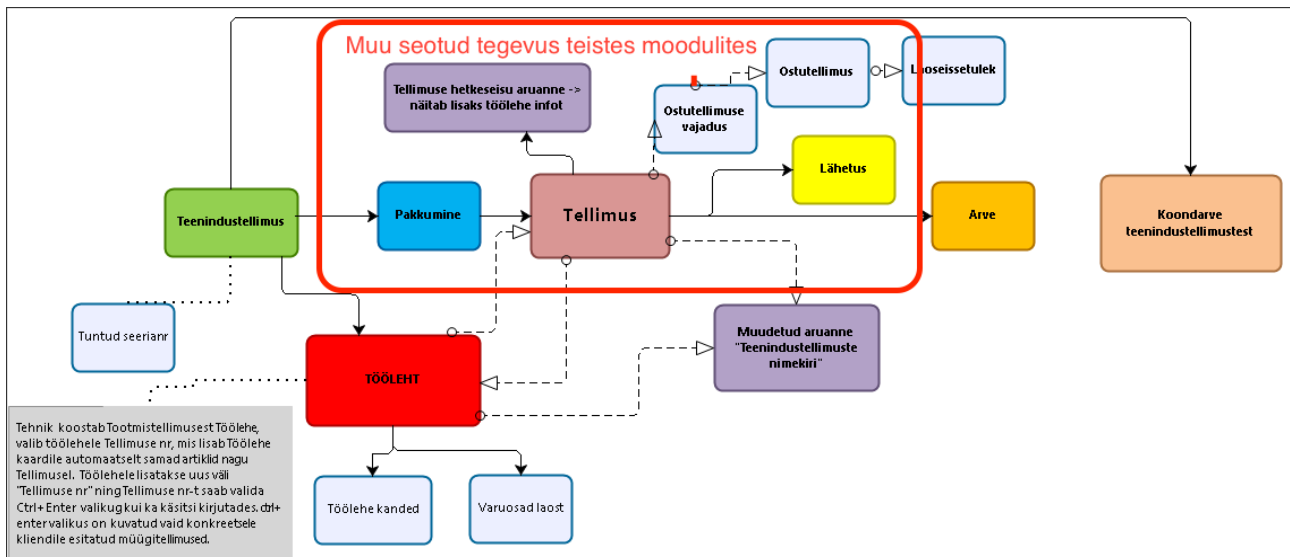 Muu seotud tegevus teistes moodulites
Tellimuse hetkeseisu aruanne ->
näitab lisaks töölehe infot
Ostutellimus
Laoseissetulek
Ostutellimuse
vajadus
Lähetus
Teenindustellimus
Pakkumine
Tellimus
Arve
Koondarve
teenindustellimustest
Tuntud seerianr
TÖÖLEHT
Muudetud aruanne
"Teenindustellimuste
nimekiri"
Tehnik koostab Tootmistellimusest Töölehe,
valib töölehele Tellimuse nr, mis lisab Töölehe
kaardile automaatselt samad artiklid nagu
Tellimusel. Töölehele lisatakse uus väli
"Tellimuse nr" ning Tellimuse nr-t saab valida
Ctrl+ Enter valikug kui ka käsitsi kirjutades. ctrl+
enter valikus on kuvatud vaid konkreetsele
kliendile esitatud müügitellimused.
Töölehe kanded
Varuosad laost